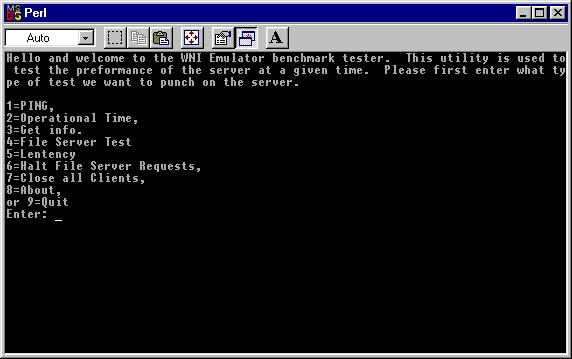 Perl
Auto
A
Hello and welcome to the WNI Emulator benchmark tester.  This utility is used to
 test the preformance of the server at a given time.  Please first enter what ty
pe of test we want to punch on the server.
1=PING,
2=Operational Time,
3=Get info.
4=File Server Test
5=Lentency
6=Halt File Server Requests,
7=Close all Clients,
8=About,
or 9=Quit
Enter: _